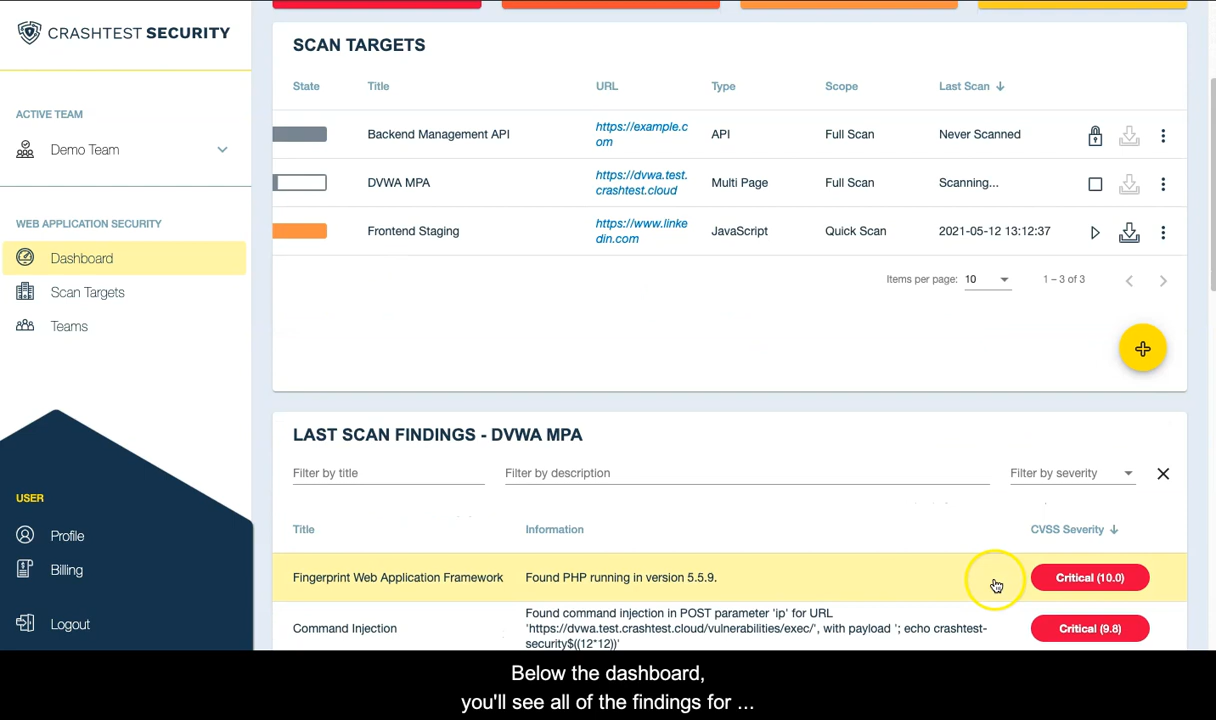 CRASHTEST SECURITY
ACTIVE TEAM
Demo Team
WEB APPLICATION SECURITY
Dashboard
Scan Targets
Teams
USER
Profile
Billing
Logout
SCAN TARGETS
State Title URL Type Scope Last Scan
Backend Management API https://example.c API Full Scan Never Scanned
om
DVWA MPA https://dvwa.test. Multi Page Full Scan Scanning...
crashtest.cloud
Frontend Staging https://www.linke JavaScript Quick Scan 2021-05-12 13:12:37
din.com
Items per page: 10 1 – 3 of 3
LAST SCAN FINDINGS - DVWA MPA
Filter by title Filter by description Filter by severity
Title Information CVSS Severity
Fingerprint Web Application Framework Found PHP running in version 5.5.9. Critical (10.0)
Found command injection in POST parameter 'ip' for URL
Command Injection 'https://dvwa.test.crashtest.cloud/vulnerabilities/exec/', with payload '; echo crashtest- Critical (9.8)
security$((12*12))'
Below the dashboard,
you'll see all of the findings for ...